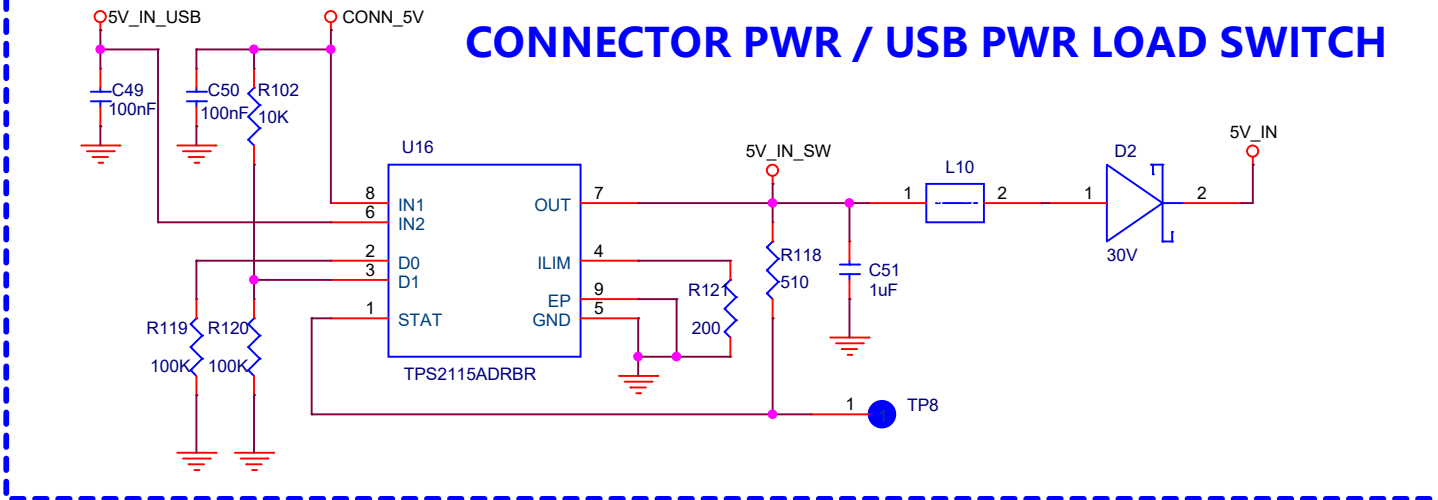 5V_IN_USB
CONN_5V
CONNECTOR PWR / USB PWR LOAD SWITCH
C49
100nF
C50
100nF
R102
10K
U16
8
IN1
6
IN2
2
D0
3
D1
1
STAT
OUT
7
ILIM
4
EP
9
GND
5
TPS2115ADRBR
R119
100K
R120
100K
R121
200
5V_IN_SW
R118
510
C51
1uF
1
L10
2
1
D2
2
30V
5V_IN
1
1
TP8